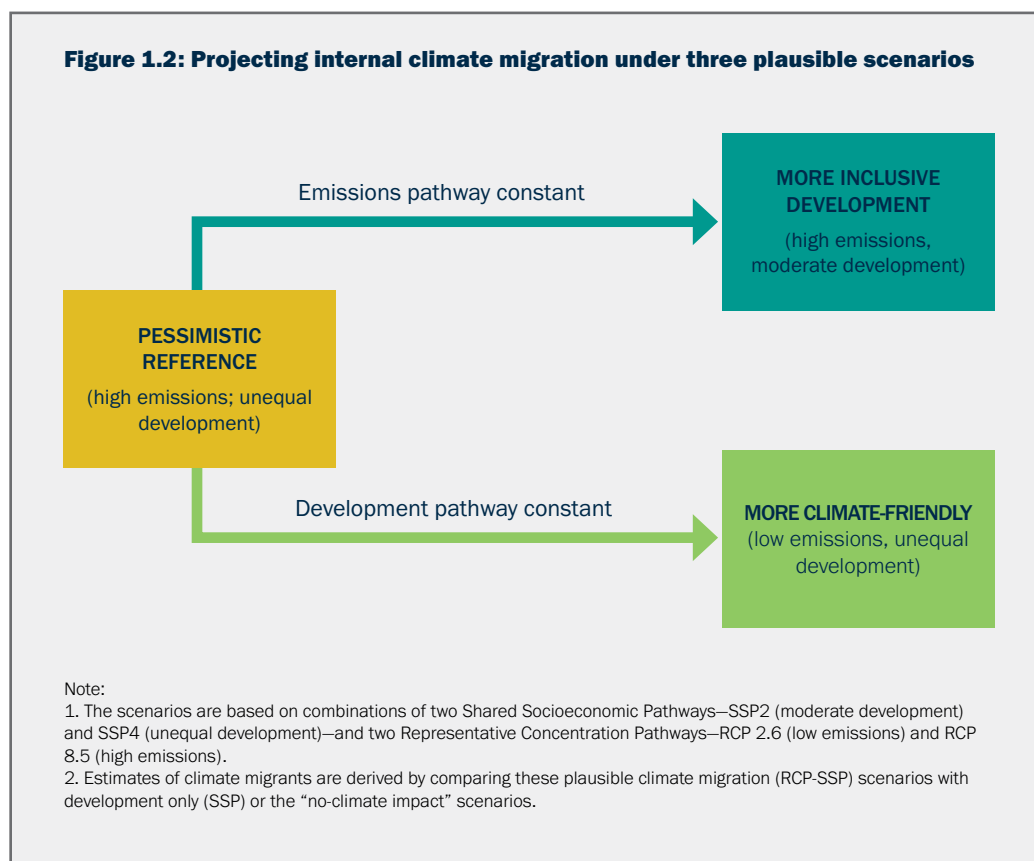 Figure 1.2: Projecting internal climate migration under three plausible scenarios
MORE INCLUSIVE
DEVELOPMENT
(high emissions,
moderate development)
Emissions pathway constant
PESSIMISTIC
REFERENCE
(high emissions; unequal
development)
Development pathway constant
MORE CLIMATE-FRIENDLY
(low emissions, unequal
development)
Note:
1. The scenarios are based on combinations of two Shared Socioeconomic Pathways—SSP2 (moderate development)
and SSP4 (unequal development)—and two Representative Concentration Pathways—RCP 2.6 (low emissions) and RCP
8.5 (high emissions).
2. Estimates of climate migrants are derived by comparing these plausible climate migration (RCP-SSP) scenarios with
development only (SSP) or the “no-climate impact” scenarios.